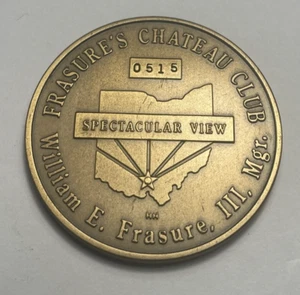 FRASURE'S CHATEAU CLUB
0515
SPECTACULAR VIEW
William E. Frasure, III, Mgr.